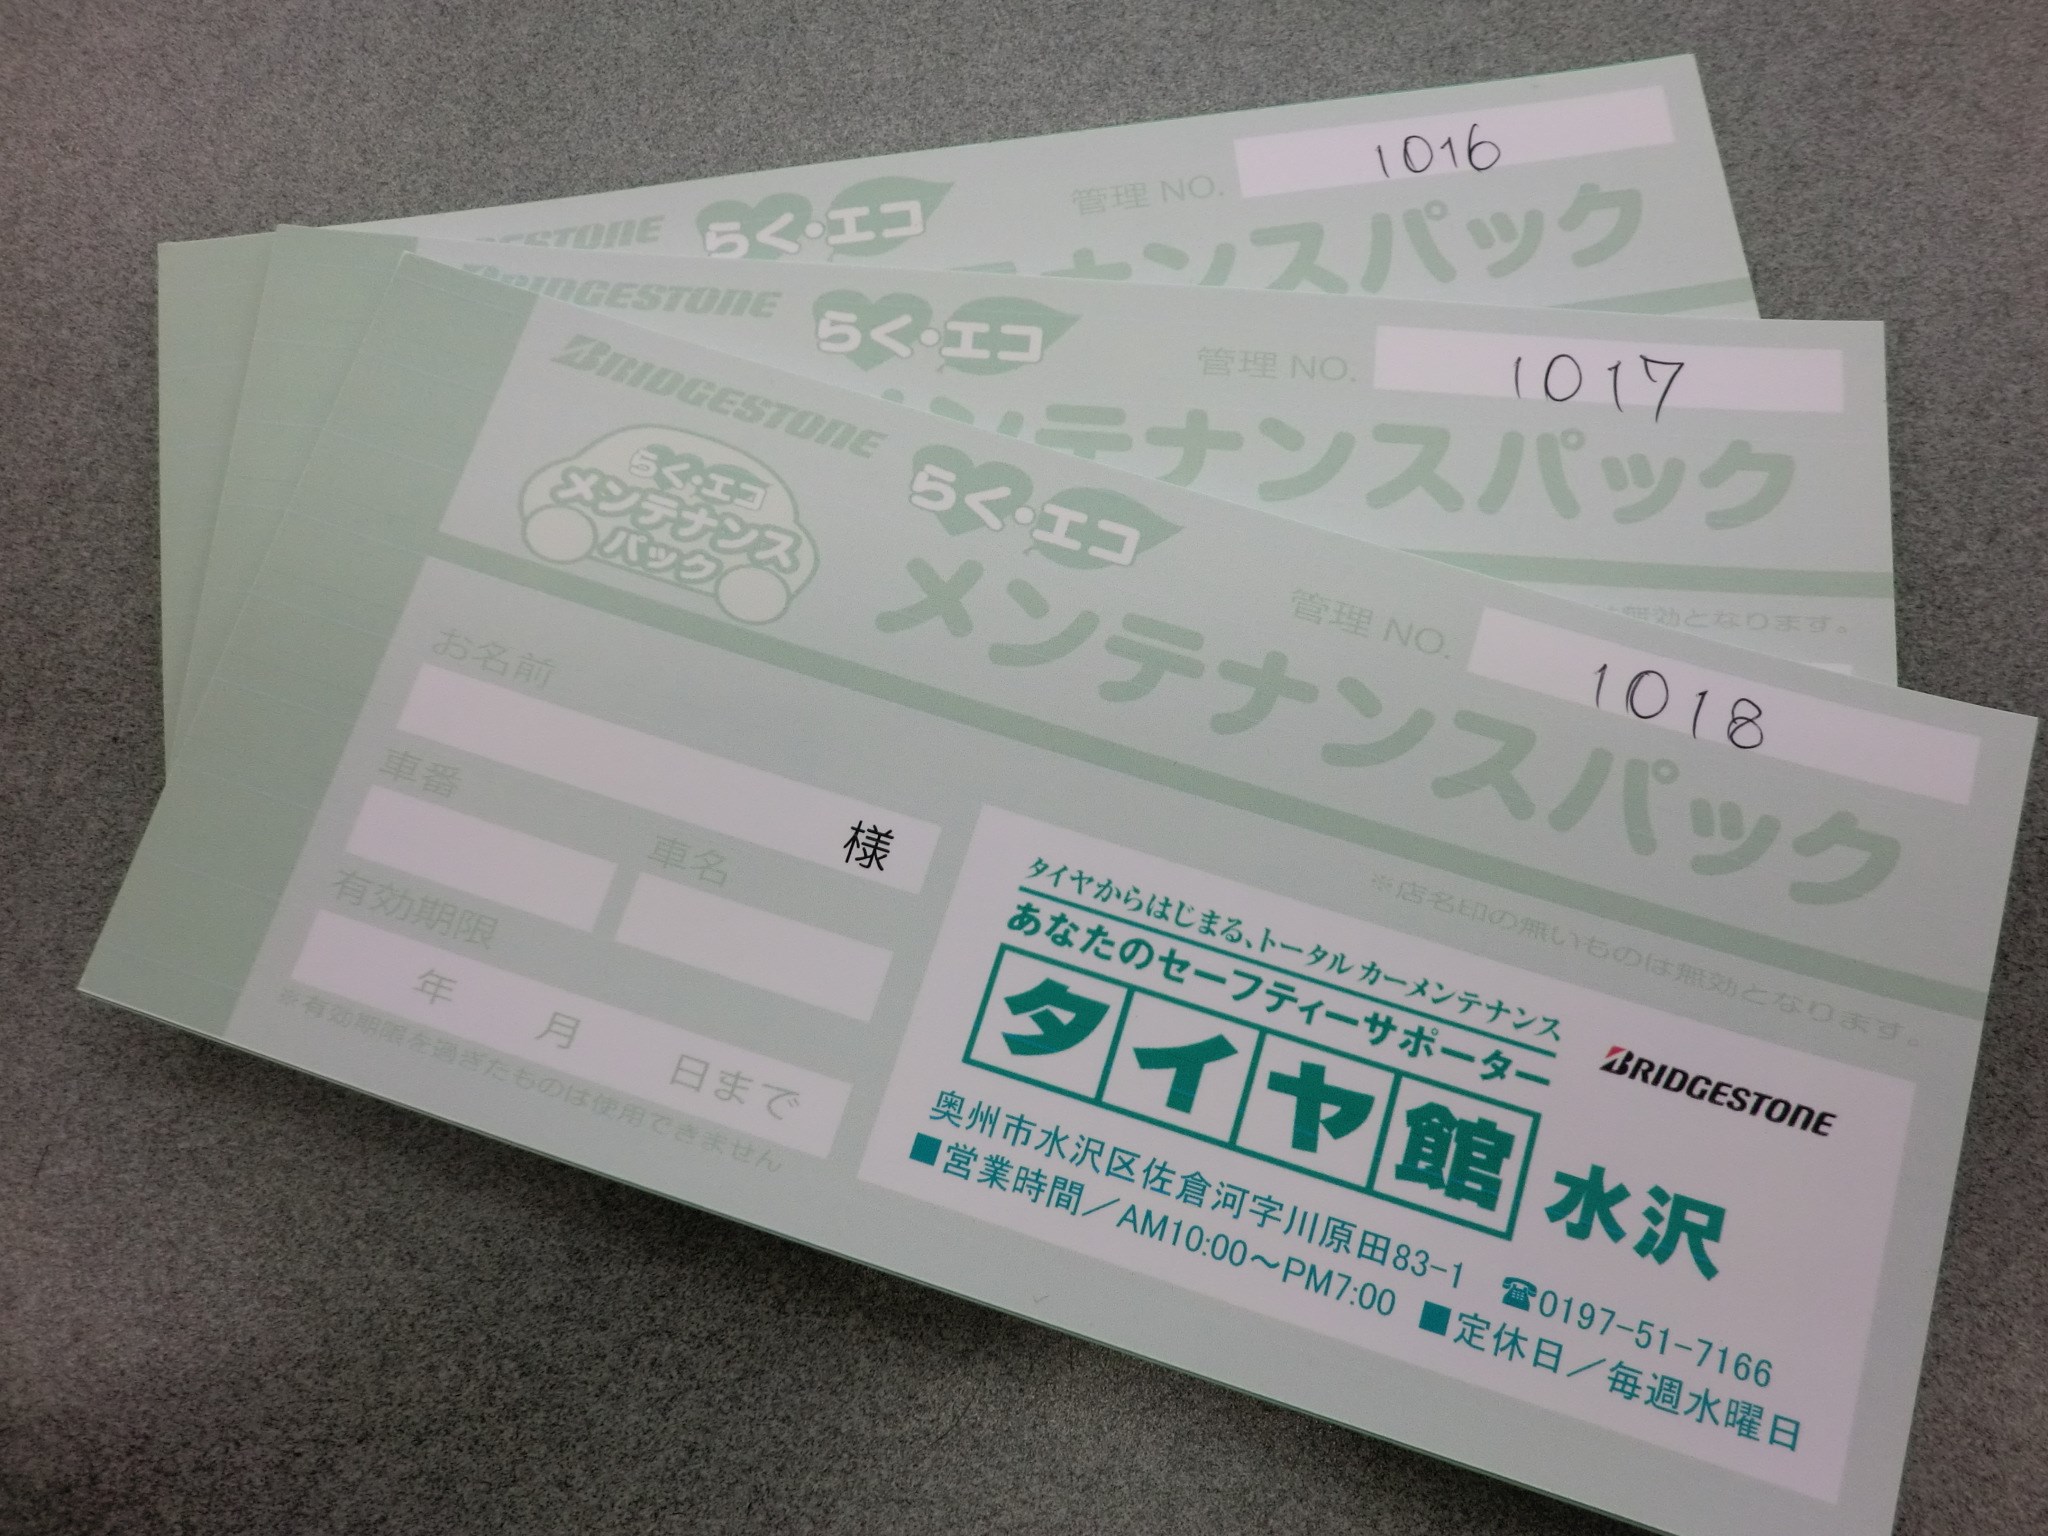 ESTONE らく・エコ 管理 NO. 1016
ナンスパック
BRIDGESTONE らく・エコ 管理 NO. 1017
ンテナンスパック
は無効となります。
BRIDGESTONE らく・エコ 管理 NO. 1018
メンテナンスパック
らく・エコ
メンテナンス
パック
※店名印の無いものは無効となります。
お名前
様
車番 車名
有効期限
年 月 日まで
※有効期限を過ぎたものは使用できません
タイヤからはじまる、トータルカーメンテナンス
あなたのセーフティーサポーター
タイヤ館 水沢 BRIDGESTONE
奥州市水沢区佐倉河字川原田83-1 ☎0197-51-7166
■営業時間／AM10:00～PM7:00 ■定休日／毎週水曜日